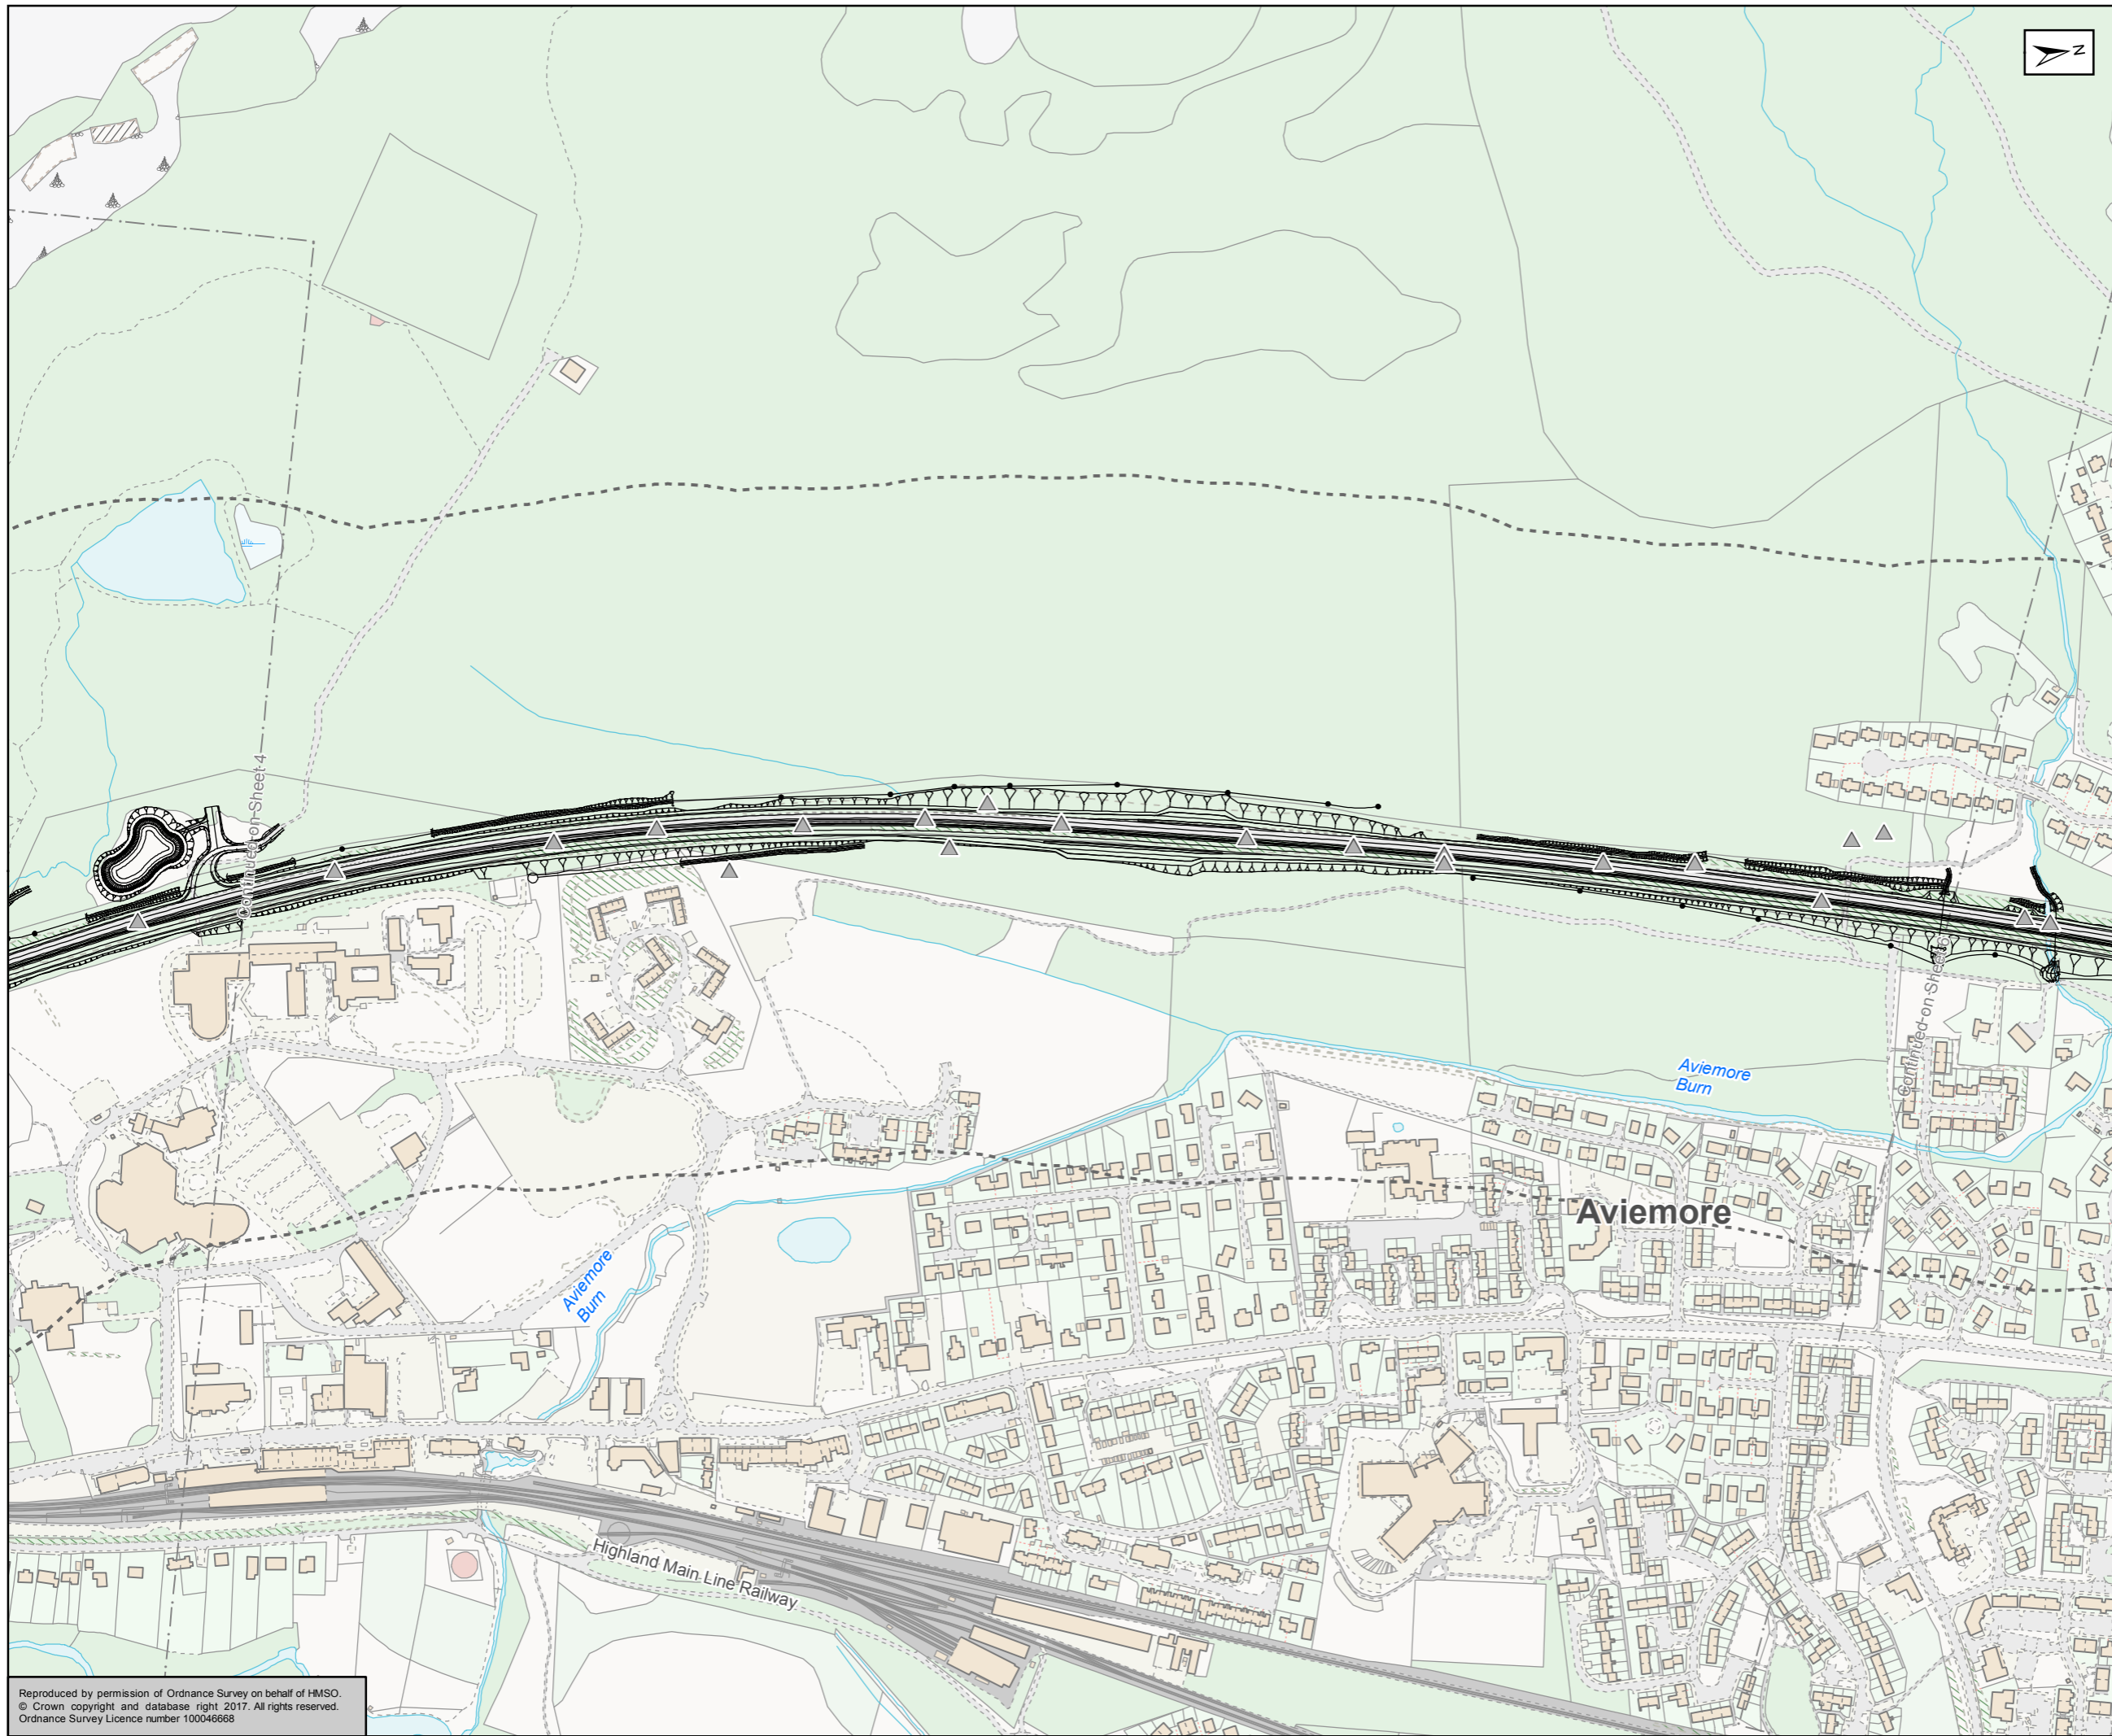 N
Continued on Sheet 4
Continued on Sheet 6
Aviemore
Burn
Aviemore
Aviemore
Burn
Highland Main Line Railway
Reproduced by permission of Ordnance Survey on behalf of HMSO.
© Crown copyright and database right 2017. All rights reserved.
Ordnance Survey Licence number 100046668